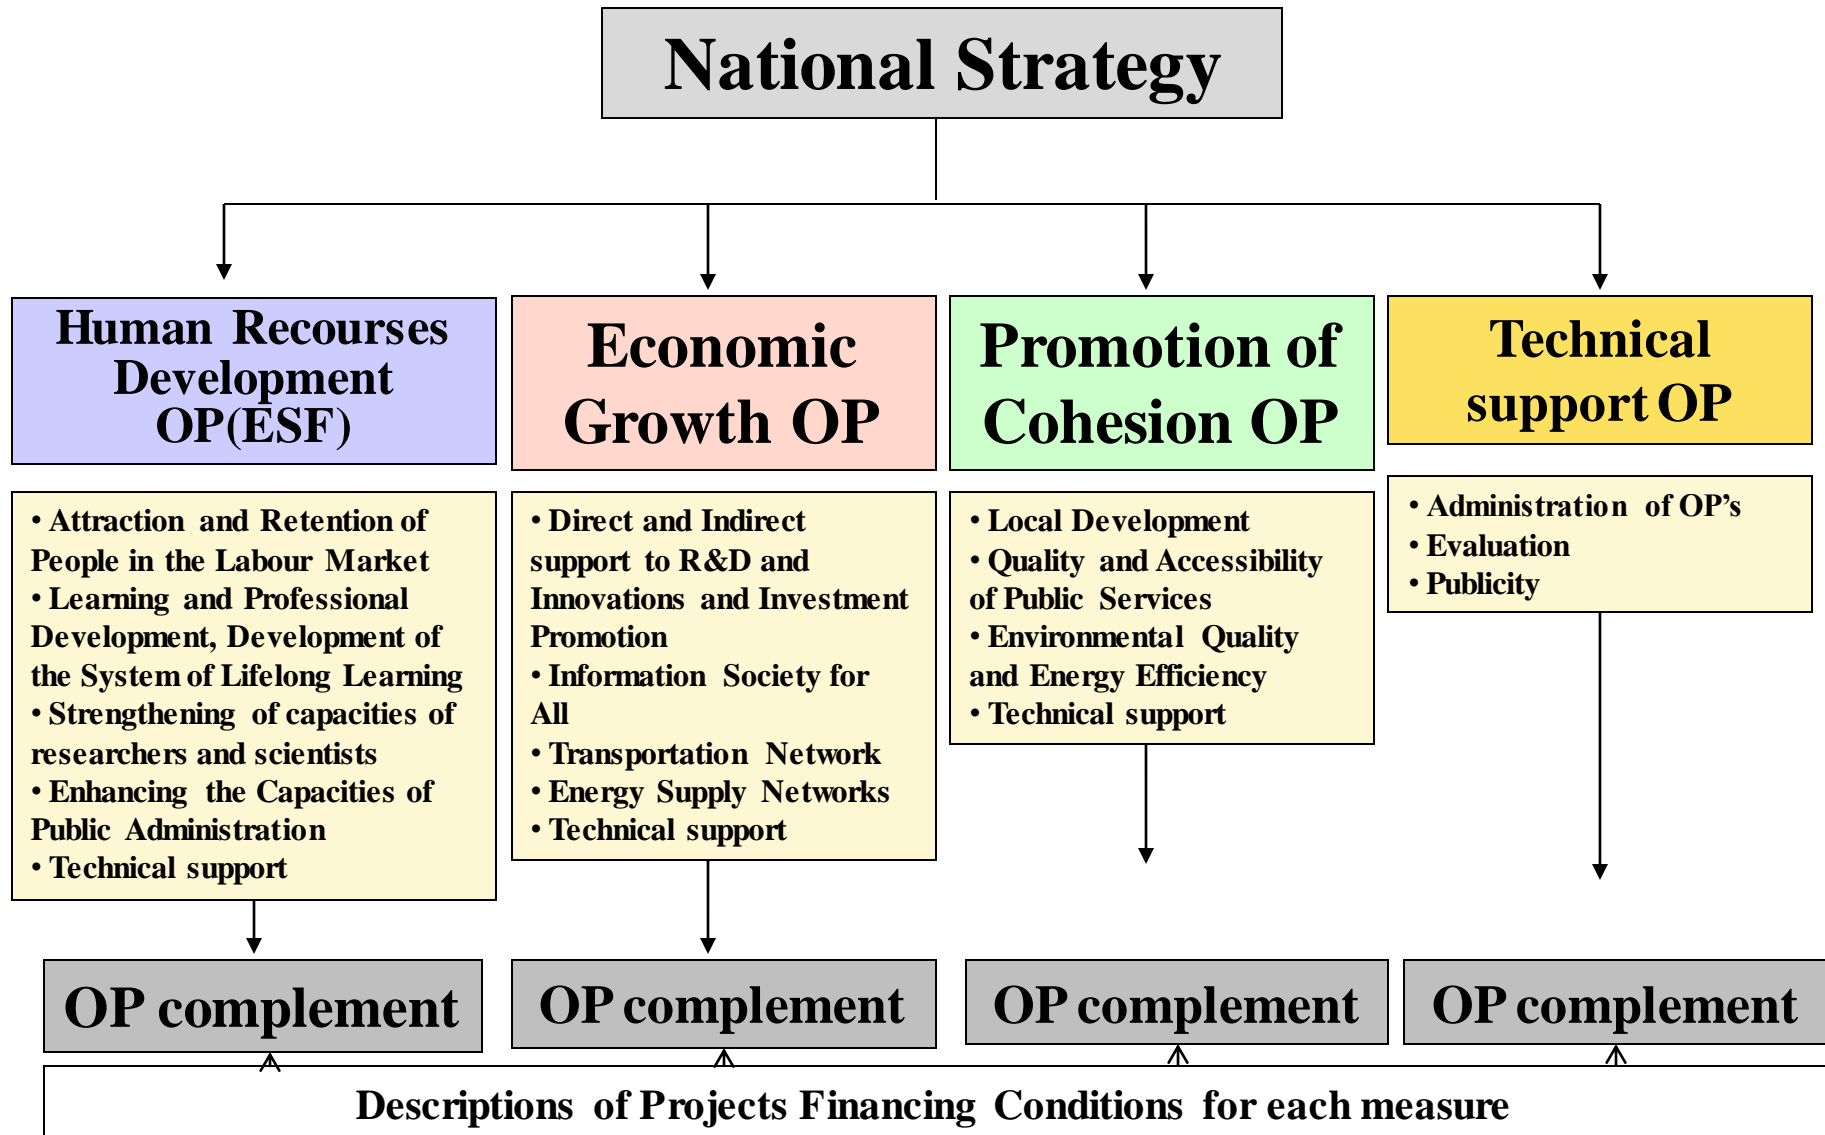 National Strategy
Human Recourses
Development
OP(ESF)
Economic
Growth OP
Promotion of
Cohesion OP
Technical
support OP
• Attraction and Retention of
People in the Labour Market
• Learning and Professional
Development, Development of
the System of Lifelong Learning
• Strengthening of capacities of
researchers and scientists
• Enhancing the Capacities of
Public Administration
• Technical support
• Direct and Indirect
support to R&D and
Innovations and Investment
Promotion
• Information Society for
All
• Transportation Network
• Energy Supply Networks
• Technical support
• Local Development
• Quality and Accessibility
of Public Services
• Environmental Quality
and Energy Efficiency
• Technical support
• Administration of OP’s
• Evaluation
• Publicity
OP complement
OP complement
OP complement
OP complement
Descriptions of Projects Financing Conditions for each measure